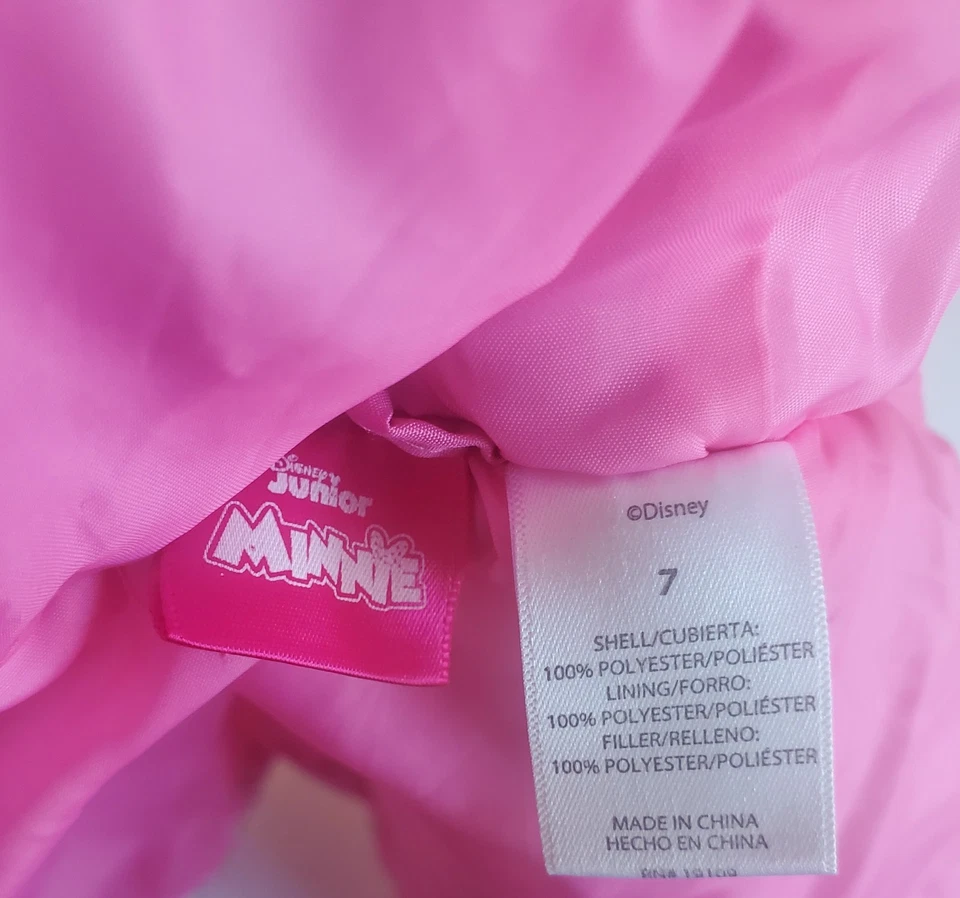 Disney
Junior
MINNIE
©Disney
7
SHELL/CUBIERTA:
100% POLYESTER/POLIÉSTER
LINING/FORRO:
100% POLYESTER/POLIÉSTER
FILLER/RELLENO:
100% POLYESTER/POLIÉSTER
MADE IN CHINA
HECHO EN CHINA